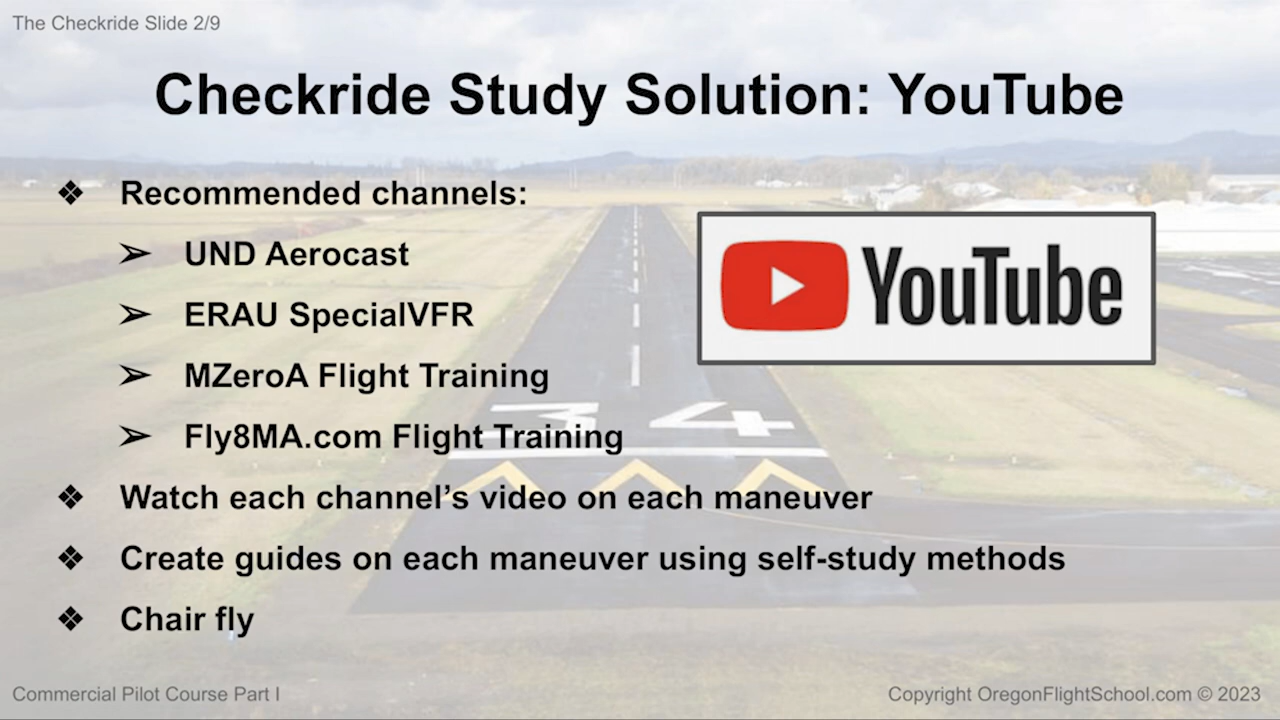 The Checkride Slide 2/9
Checkride Study Solution: YouTube
❖ Recommended channels:
➢ UND Aerocast
➢ ERAU SpecialVFR
➢ MZeroA Flight Training
➢ Fly8MA.com Flight Training
YouTube
34
❖ Watch each channel’s video on each maneuver
❖ Create guides on each maneuver using self-study methods
❖ Chair fly
Commercial Pilot Course Part I
Copyright OregonFlightSchool.com © 2023